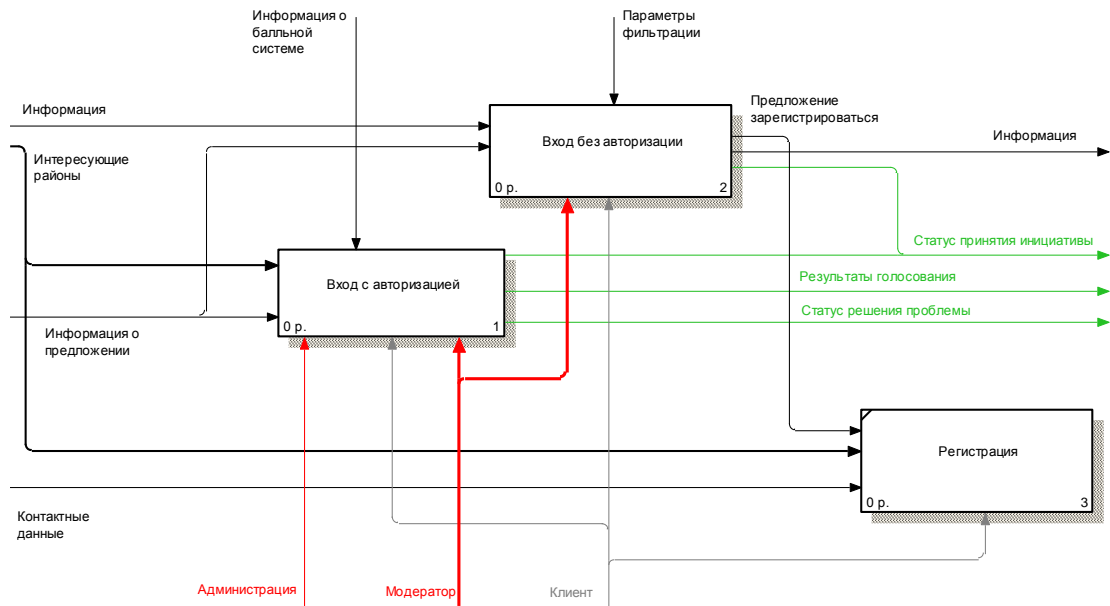 Информация о
балльной
системе
Параметры
фильтрации
Информация
Предложение
зарегистрироваться
Вход без авторизации
0 р.
2
Информация
Интересующие
районы
Статус принятия инициативы
Вход с авторизацией
0 р.
1
Результаты голосования
Статус решения проблемы
Информация о
предложении
Регистрация
0 р.
3
Контактные
данные
Администрация
Модератор
Клиент